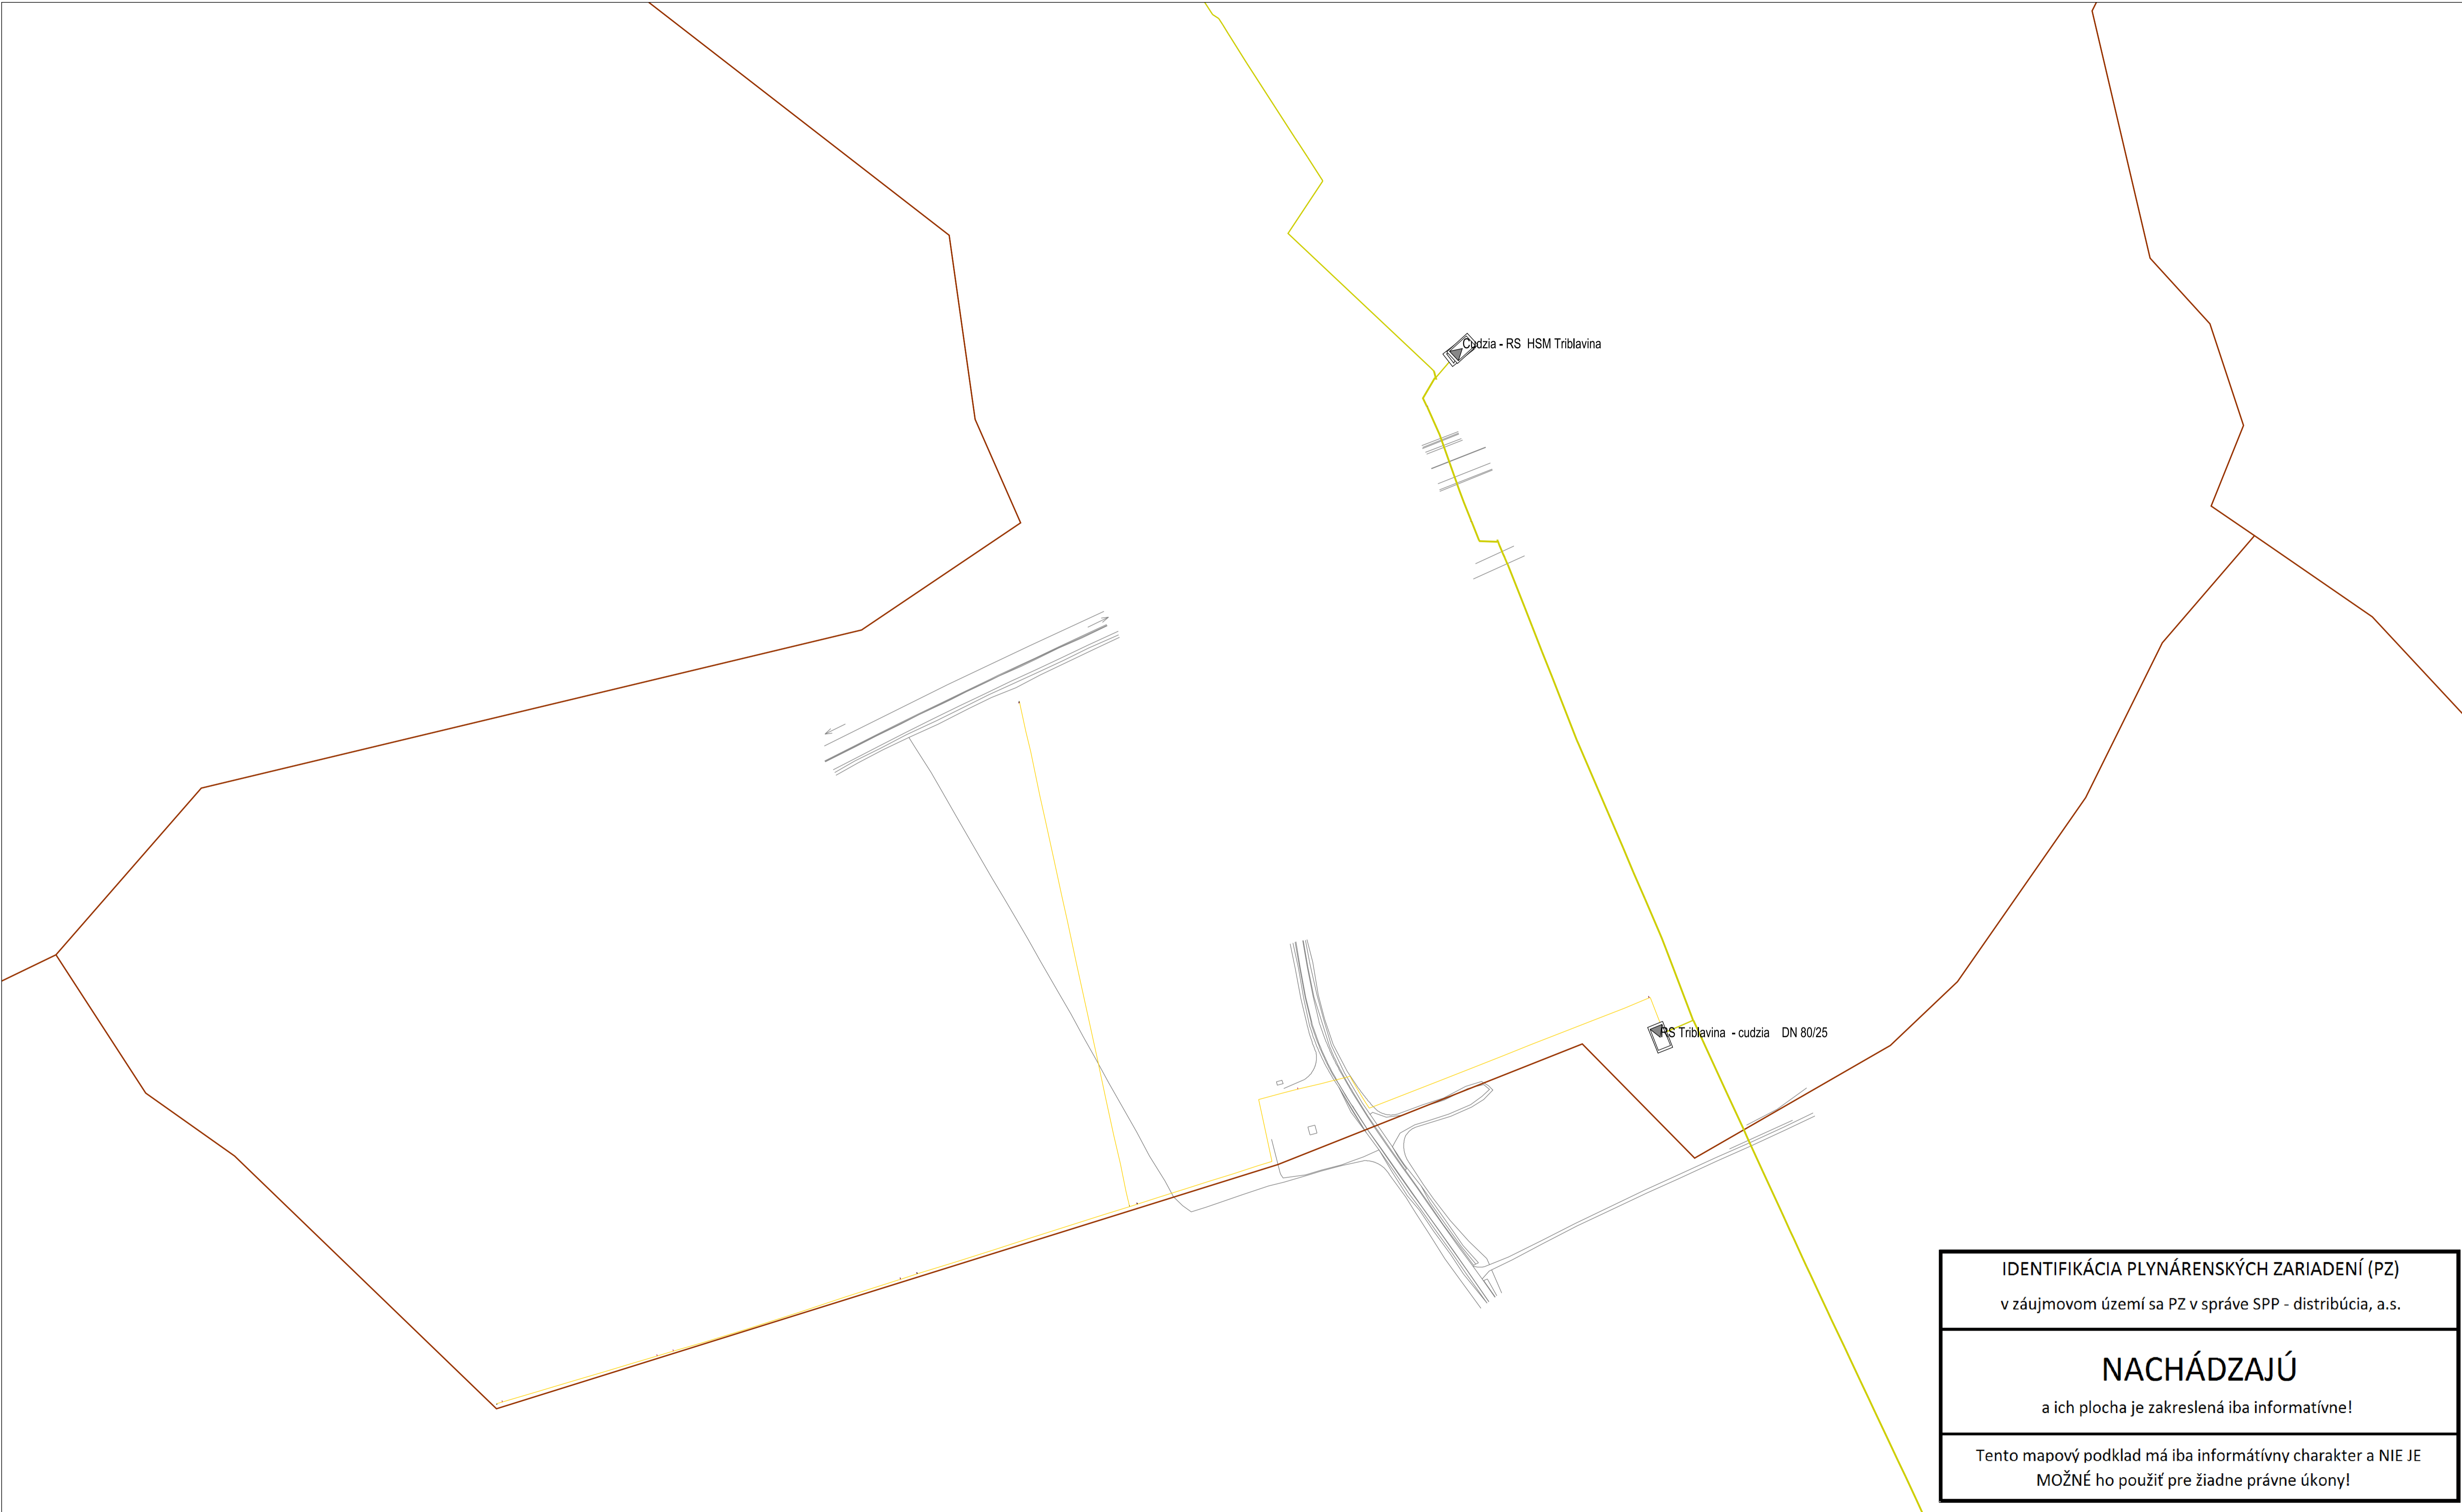 Cudzia - RS  HSM Triblavina
RS Triblavina  - cudzia    DN 80/25
IDENTIFIKÁCIA PLYNÁRENSKÝCH ZARIADENÍ (PZ)
v záujmovom území sa PZ v správe SPP - distribúcia, a.s.
NACHÁDZAJÚ
a ich plocha je zakreslená iba informatívne!
Tento mapový podklad má iba informátívny charakter a NIE JE
MOŽNÉ ho použiť pre žiadne právne úkony!